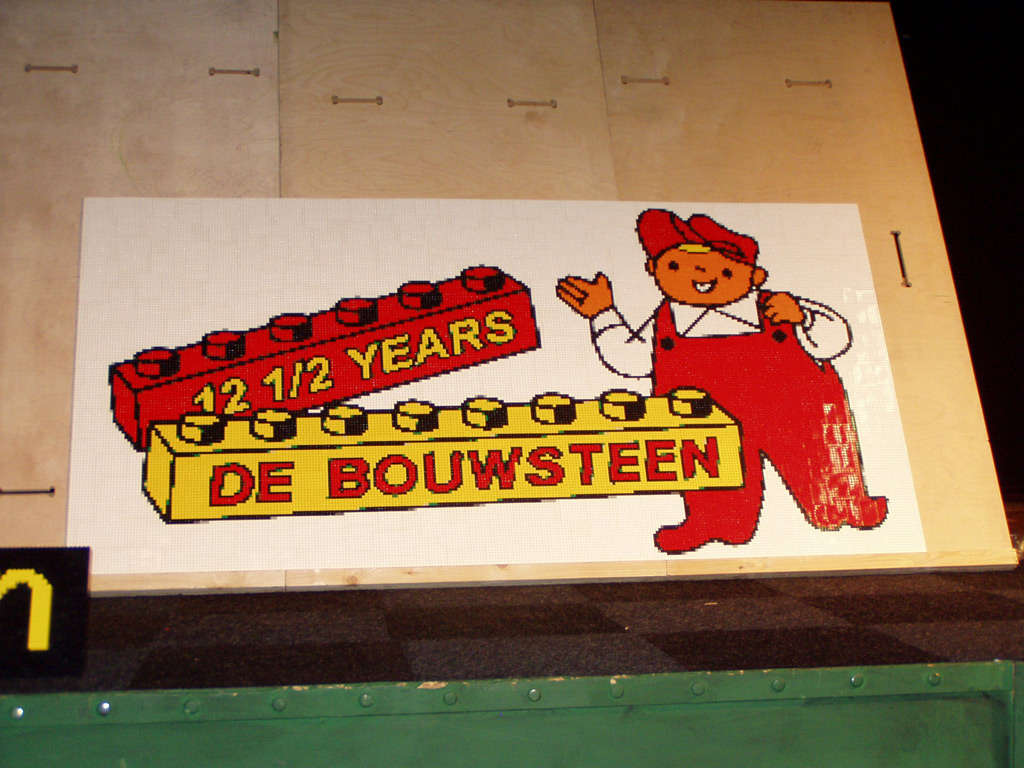 12 1/2 YEARS
DE BOUWSTEEN